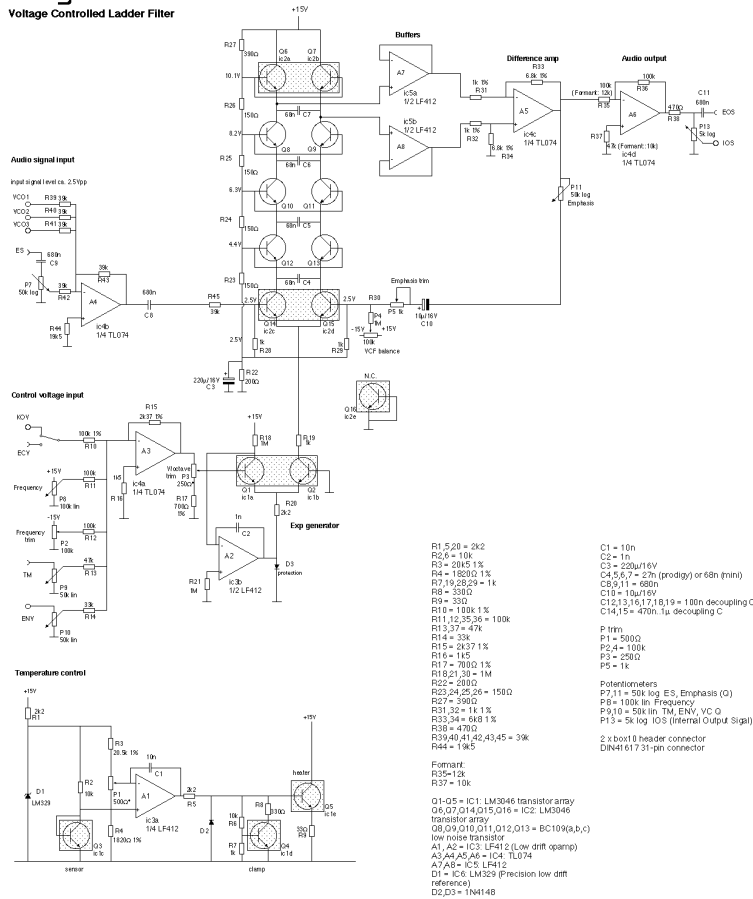 Voltage Controlled Ladder Filter
+15V
R27
390Ω
Q6
ic2a
Q7
ic2b
10.1V
R26
150Ω
68n
C7
8.2V
Q8
Q9
R25
150Ω
68n
C6
6.3V
Q10
Q11
R24
150Ω
68n
C5
4.4V
Q12
Q13
R23
150Ω
68n
C4
2.5V
2.5V
Q14
ic2c
Q15
ic2d
2.5V
1k
R28
1k
R29
220µ/16V
C3
R22
200Ω
Buffers
A7
ic5a
1/2 LF412
ic5b
1/2 LF412
A8
1k 1%
R31
1k 1%
R32
Difference amp
R33
6.8k 1%
A5
6.8k 1%
R34
ic4c
1/4 TL074
Audio output
100k
(Formant: 12k)
R35
100k
R36
A6
R37
47k (Formant: 10k)
ic4d
1/4 TL074
470Ω
R38
C11
680n
EOS
P13
5k log
IOS
P11
50k log
Emphasis
Emphasis trim
R30
P5 1k
P4
1M
-15V
+15V
100k
VCF balance
10µ/16V
C10
N.C.
Q16
ic2e
Audio signal input
input signal level ca. 2.5Vpp
VCO1
R39 39k
VCO2
R40 39k
VCO3
R41 39k
ES
680n
C9
P7
50k log
39k
R42
39k
R43
A4
R44
19k5
ic4b
1/4 TL074
680n
C8
R45
39k
Control voltage input
KOV
ECV
100k 1%
R10
R15
2k37 1%
A3
1k5
R16
ic4a
1/4 TL074
+15V
Frequency
P8
100k lin
100k
R11
-15V
Frequency
trim
P2
100k
100k
R12
TM
P9
50k lin
47k
R13
ENV
P10
50k lin
33k
R14
V/octave
trim P3
250Ω*
R17
700Ω
1%
+15V
R18
1M
R19
1k
Q1
ic1a
Q2
ic1b
R20
2k2
1n
C2
Exp generator
A2
R21
1M
ic3b
1/2 LF412
D3
protection
Temperature control
+15V
2k2
R1
R3
20.5k 1%
10n
C1
R2
10k
P1
500Ω*
A1
D1
LM329
R4
1820Ω 1%
ic3a
1/4 LF412
Q3
ic1c
sensor
2k2
R5
D2
10k
R6
R8
330Ω
R7
1k
Q4
ic1d
clamp
+15V
heater
Q5
ic1e
33Ω
R9
R1,5,20 = 2k2
R2,6 = 10k
R3 = 20k5 1%
R4 = 1820Ω 1%
R7,19,28,29 = 1k
R8 = 330Ω
R9 = 33Ω
R10 = 100k 1%
R11,12,35,36 = 100k
R13,37 = 47k
R14 = 33k
R15 = 2k37 1%
R16 = 1k5
R17 = 700Ω 1%
R18,21,30 = 1M
R22 = 200Ω
R23,24,25,26 = 150Ω
R27 = 390Ω
R31,32 = 1k 1%
R33,34 = 6k8 1%
R38 = 470Ω
R39,40,41,42,43,45 = 39k
R44 = 19k5
Formant:
R35=12k
R37 = 10k
Q1-Q5 = IC1: LM3046 transistor array
Q6,Q7,Q14,Q15,Q16 = IC2: LM3046
transistor array
Q8,Q9,Q10,Q11,Q12,Q13 = BC109(a,b,c)
low noise transistor
A1, A2 = IC3: LF412 (Low drift opamp)
A3,A4,A5,A6 = IC4: TL074
A7,A8 = IC5: LF412
D1 = IC6: LM329 (Precision low drift
reference)
D2,D3 = 1N4148
C1 = 10n
C2 = 1n
C3 = 220µ/16V
C4,5,6,7 = 27n (prodigy) or 68n (mini)
C8,9,11 = 680n
C10 = 10µ/16V
C12,13,16,17,18,19 = 100n decoupling C
C14,15 = 470n..1µ decoupling C
P trim
P1 = 500Ω
P2,4 = 100k
P3 = 250Ω
P5 = 1k
Potentiometers
P7,11 = 50k log ES, Emphasis (Q)
P8 = 100k lin Frequency
P9,10 = 50k lin TM, ENV, VC Q
P13 = 5k log IOS (Internal Output Sigal)
2 x box10 header connector
DIN41617 31-pin connector